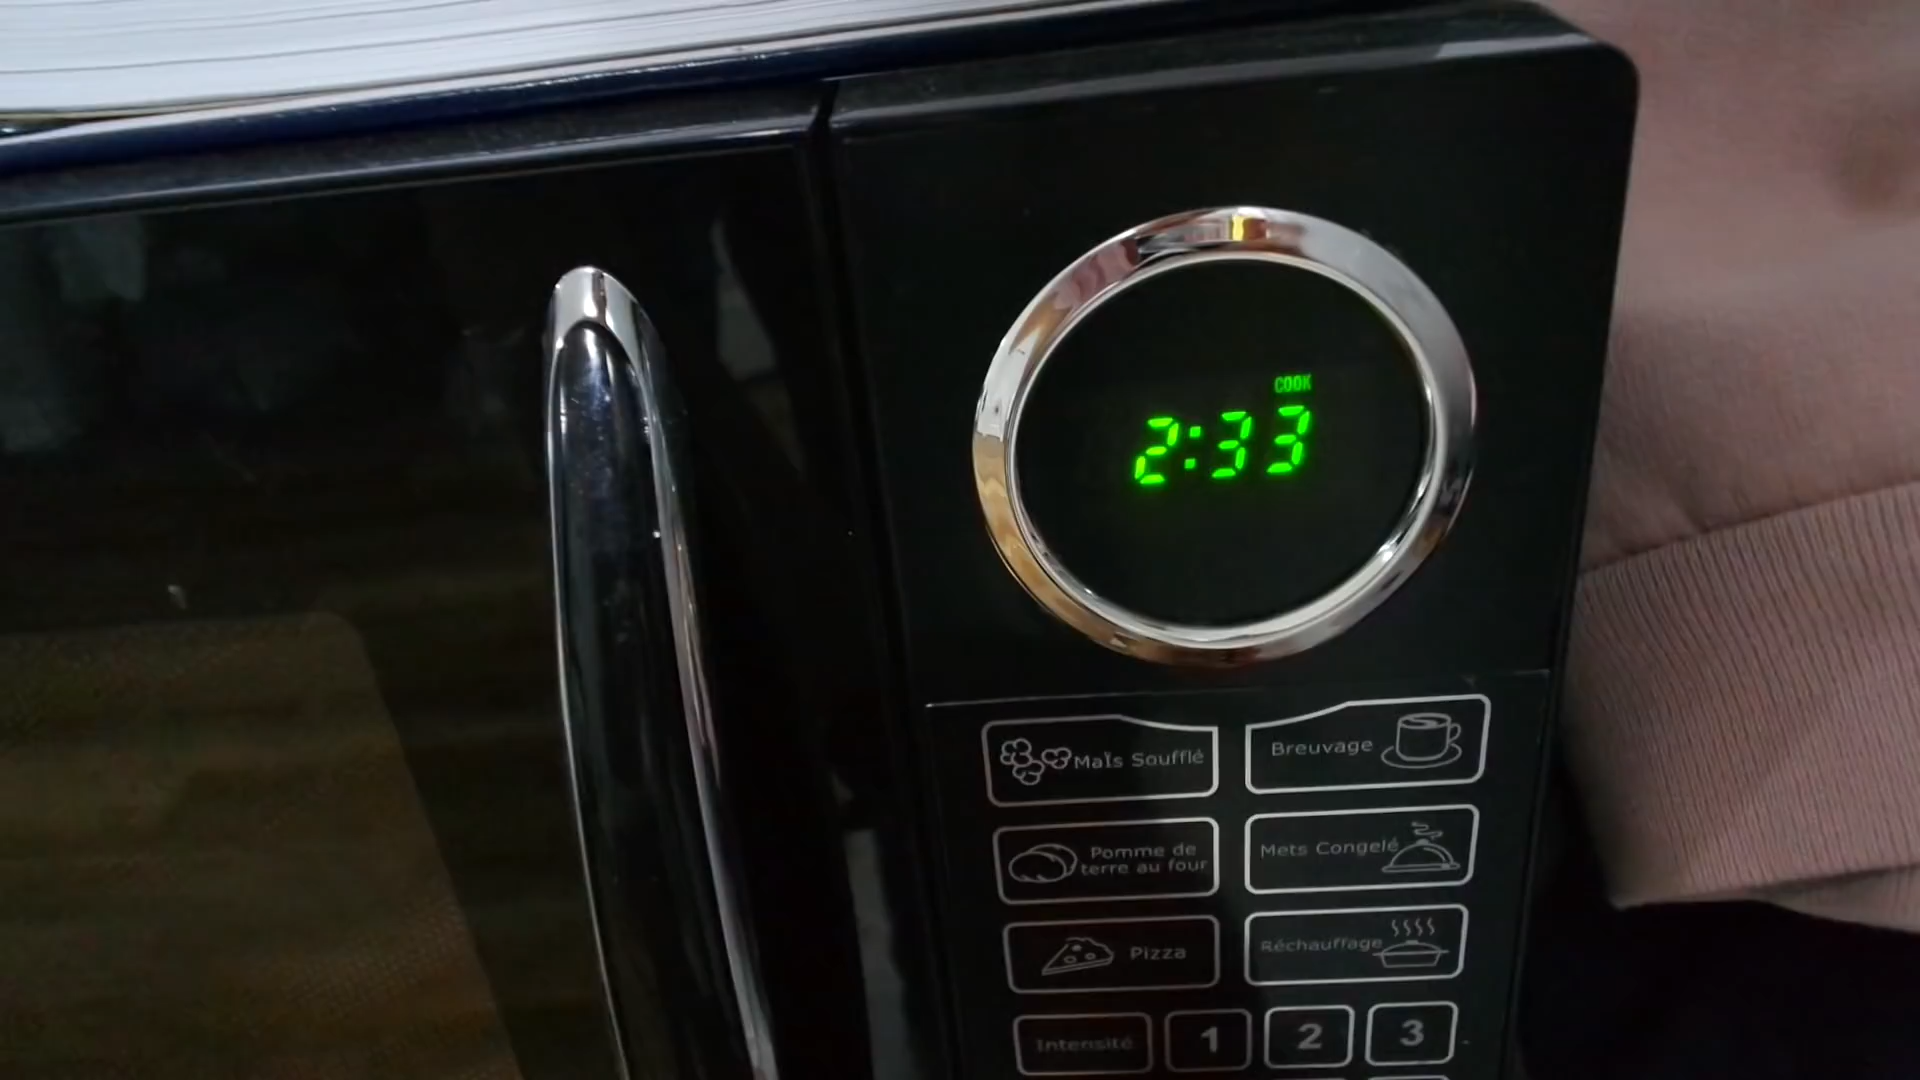 COOK
2:33
MaÏs Soufflé
Breuvage
Pomme de
terre au four
Mets Congelé
Pizza
Réchauffage
Intensité
1
2
3